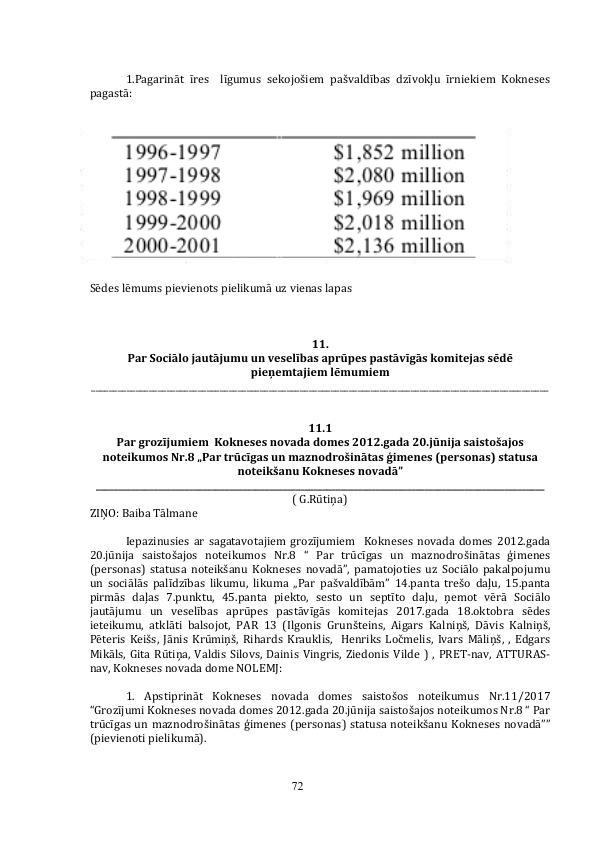 1.Pagarināt īres līgumus sekojošiem pašvaldības dzīvokļu īrniekiem Kokneses
pagastā:
1996-1997 $1,852 million
1997-1998 $2,080 million
1998-1999 $1,969 million
1999-2000 $2,018 million
2000-2001 $2,136 million
Sēdes lēmums pievienots pielikumā uz vienas lapas
11.
Par Sociālo jautājumu un veselības aprūpes pastāvīgās komitejas sēdē
pieņemtajiem lēmumiem
11.1
Par grozījumiem Kokneses novada domes 2012.gada 20.jūnija saistošajos
noteikumos Nr.8 „Par trūcīgas un maznodrošinātas ģimenes (personas) statusa
noteikšanu Kokneses novadā”
( G.Rūtiņa)
ZIŅO: Baiba Tālmane
Iepazinusies ar sagatavotajiem grozījumiem Kokneses novada domes 2012.gada
20.jūnija saistošajos noteikumos Nr.8 “ Par trūcīgas un maznodrošinātas ģimenes
(personas) statusa noteikšanu Kokneses novadā”, pamatojoties uz Sociālo pakalpojumu
un sociālās palīdzības likumu, likuma „Par pašvaldībām” 14.panta trešo daļu, 15.panta
pirmās daļas 7.punktu, 45.panta piekto, sesto un septīto daļu, ņemot vērā Sociālo
jautājumu un veselības aprūpes pastāvīgās komitejas 2017.gada 18.oktobra sēdes
ieteikumu, atklāti balsojot, PAR 13 (Ilgonis Grunšteins, Aigars Kalniņš, Dāvis Kalniņš,
Pēteris Keišs, Jānis Krūmiņš, Rihards Krauklis, Henriks Ločmelis, Ivars Māliņš, , Edgars
Mikāls, Gita Rūtiņa, Valdis Silovs, Dainis Vingris, Ziedonis Vilde ) , PRET-nav, ATTURAS-
nav, Kokneses novada dome NOLEMJ:
1. Apstiprināt Kokneses novada domes saistošos noteikumus Nr.11/2017
“Grozījumi Kokneses novada domes 2012.gada 20.jūnija saistošajos noteikumos Nr.8 “ Par
trūcīgas un maznodrošinātas ģimenes (personas) statusa noteikšanu Kokneses novadā””
(pievienoti pielikumā).
72